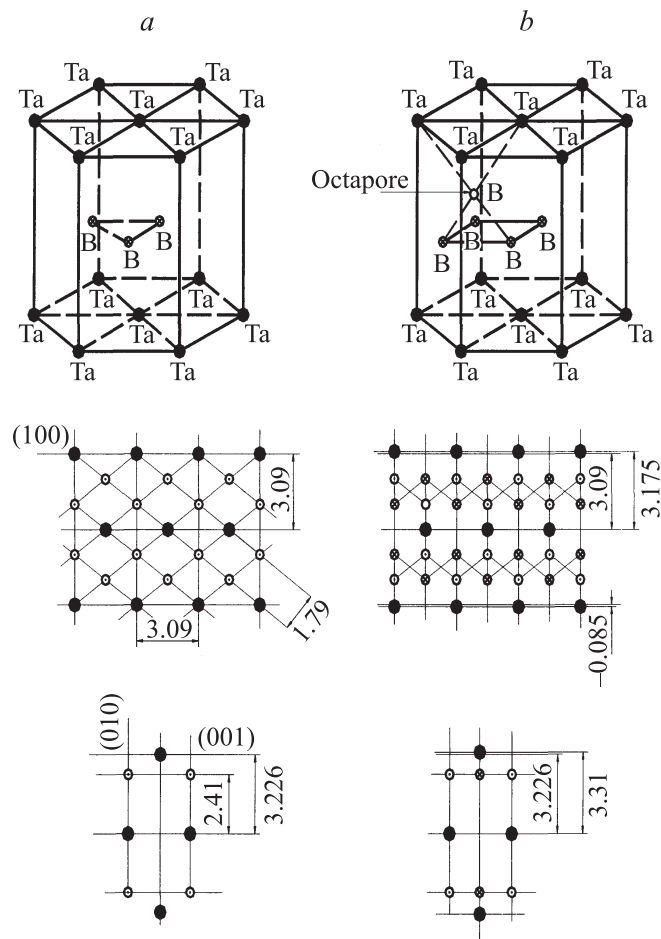 a b
Ta Ta Ta Ta
Ta Ta Ta Ta Ta Ta
Ta Ta
Octapore B
B B B B B
B B
Ta Ta Ta Ta
Ta Ta Ta Ta Ta Ta
Ta Ta Ta Ta
(100)
3.09 3.09 3.175
3.09 1.79 –0.085
(010) (001)
2.41 3.226 3.226 3.31